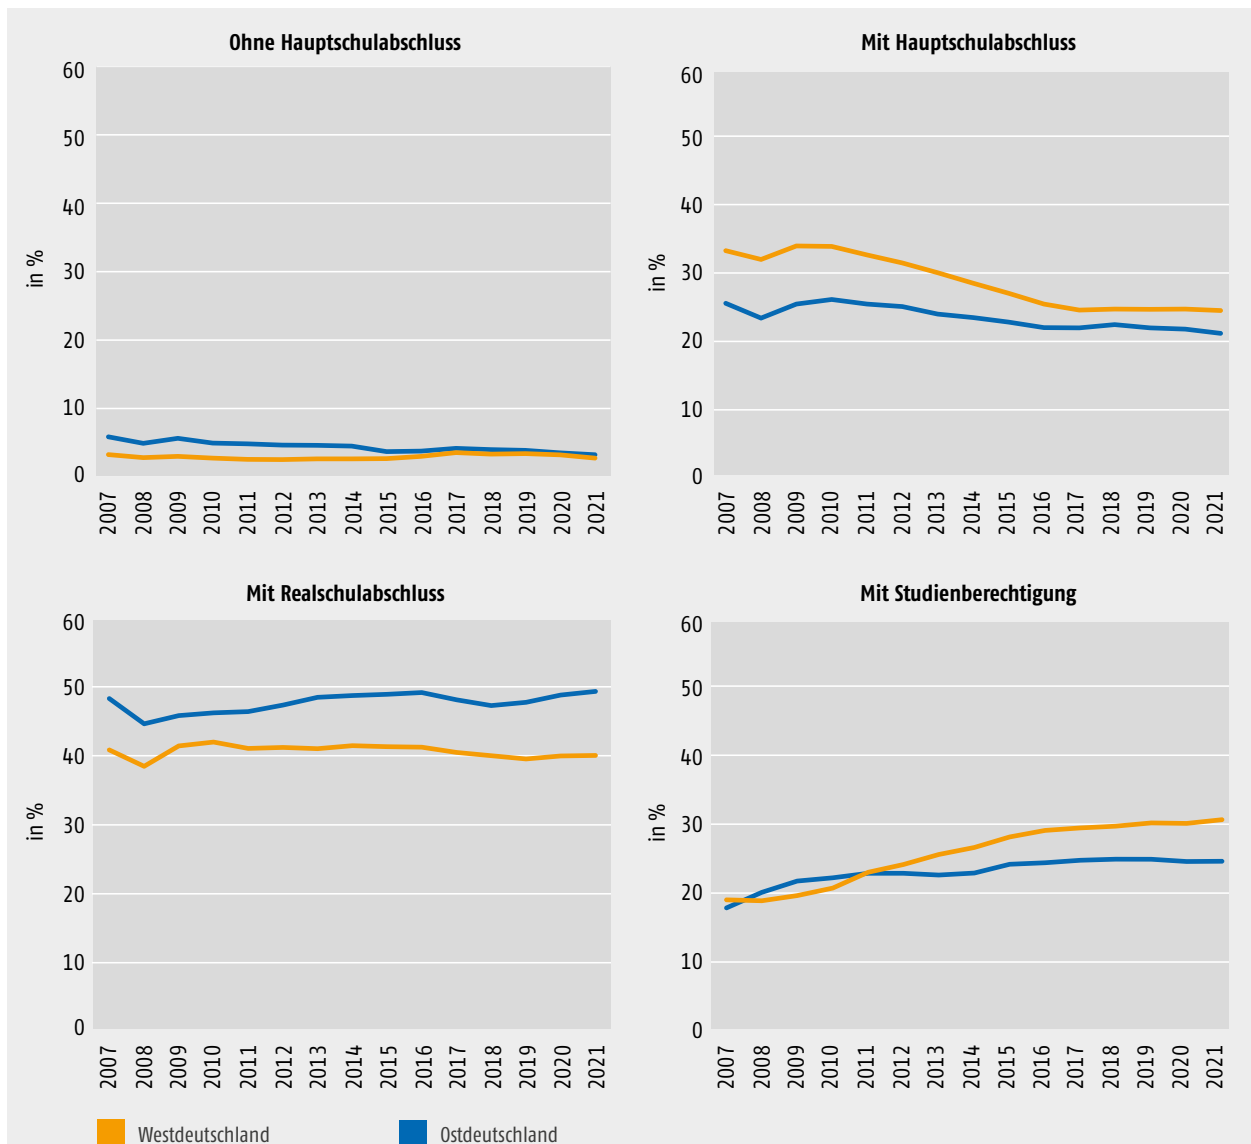 Ohne Hauptschulabschluss
60
50
40
30
20
10
0
in %
2007 2008 2009 2010 2011 2012 2013 2014 2015 2016 2017 2018 2019 2020 2021
Mit Hauptschulabschluss
60
50
40
30
20
10
0
in %
2007 2008 2009 2010 2011 2012 2013 2014 2015 2016 2017 2018 2019 2020 2021
Mit Realschulabschluss
60
50
40
30
20
10
0
in %
2007 2008 2009 2010 2011 2012 2013 2014 2015 2016 2017 2018 2019 2020 2021
Mit Studienberechtigung
60
50
40
30
20
10
0
in %
2007 2008 2009 2010 2011 2012 2013 2014 2015 2016 2017 2018 2019 2020 2021
Westdeutschland
Ostdeutschland